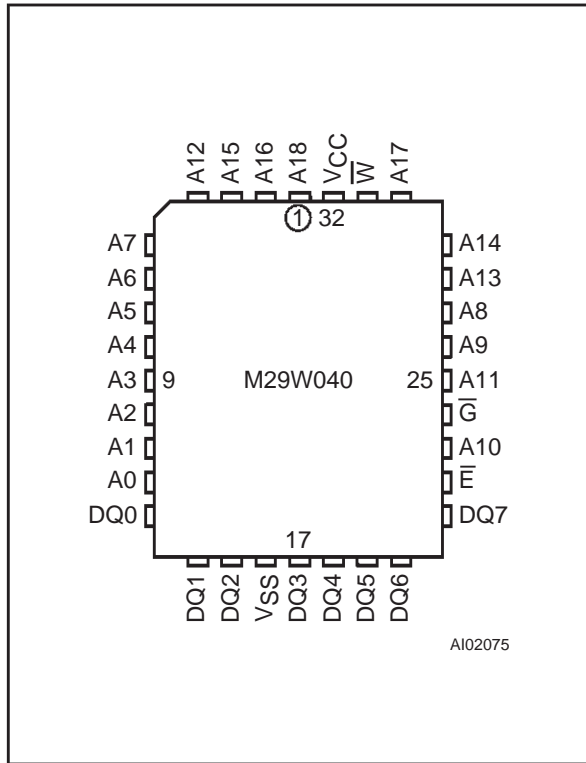 A12 A15 A16 A18 VCC W̅ A17
1 32
A7 A14
A6 A13
A5 A8
A4 A9
A3 9 M29W040 25 A11
A2 G̅
A1 A10
A0 E̅
DQ0 DQ7
17
DQ1 DQ2 VSS DQ3 DQ4 DQ5 DQ6
AI02075